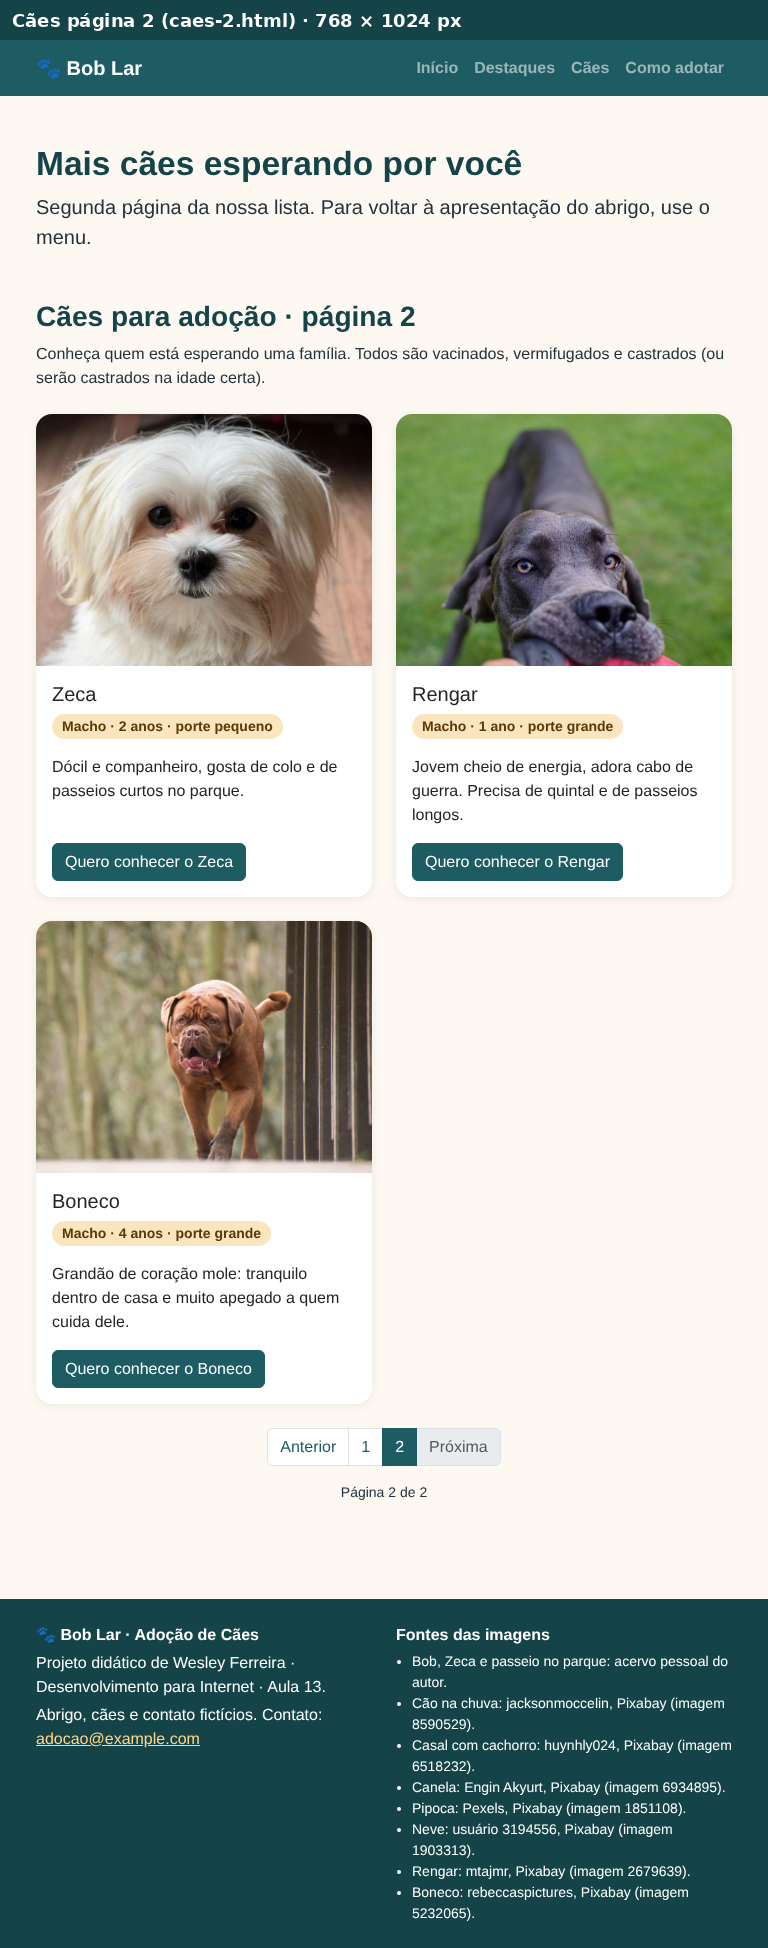 Cães página 2 (caes-2.html) · 768 × 1024 px
🐾 Bob Lar
Início Destaques Cães Como adotar
Mais cães esperando por você
Segunda página da nossa lista. Para voltar à apresentação do abrigo, use o
menu.
Cães para adoção · página 2
Conheça quem está esperando uma família. Todos são vacinados, vermifugados e castrados (ou
serão castrados na idade certa).
Zeca
Macho · 2 anos · porte pequeno
Dócil e companheiro, gosta de colo e de
passeios curtos no parque.
Quero conhecer o Zeca
Rengar
Macho · 1 ano · porte grande
Jovem cheio de energia, adora cabo de
guerra. Precisa de quintal e de passeios
longos.
Quero conhecer o Rengar
Boneco
Macho · 4 anos · porte grande
Grandão de coração mole: tranquilo
dentro de casa e muito apegado a quem
cuida dele.
Quero conhecer o Boneco
Anterior 1 2 Próxima
Página 2 de 2
🐾 Bob Lar · Adoção de Cães
Projeto didático de Wesley Ferreira ·
Desenvolvimento para Internet · Aula 13.
Abrigo, cães e contato fictícios. Contato:
adocao@example.com
Fontes das imagens
• Bob, Zeca e passeio no parque: acervo pessoal do
autor.
• Cão na chuva: jacksonmoccelin, Pixabay (imagem
8590529).
• Casal com cachorro: huynhly024, Pixabay (imagem
6518232).
• Canela: Engin Akyurt, Pixabay (imagem 6934895).
• Pipoca: Pexels, Pixabay (imagem 1851108).
• Neve: usuário 3194556, Pixabay (imagem
1903313).
• Rengar: mtajmr, Pixabay (imagem 2679639).
• Boneco: rebeccaspictures, Pixabay (imagem
5232065).